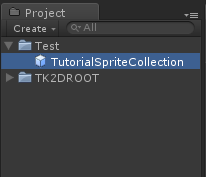 Project
Create All
Test
TutorialSpriteCollection
TK2DROOT